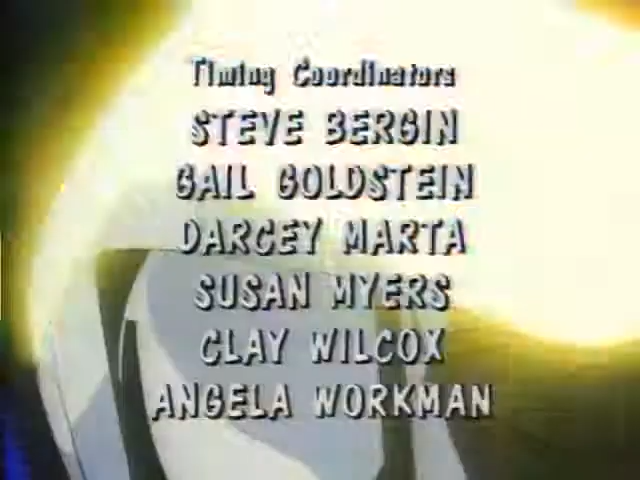 Timing Coordinators
STEVE BERGIN
GAIL GOLDSTEIN
DARCEY MARTA
SUSAN MYERS
CLAY WILCOX
ANGELA WORKMAN